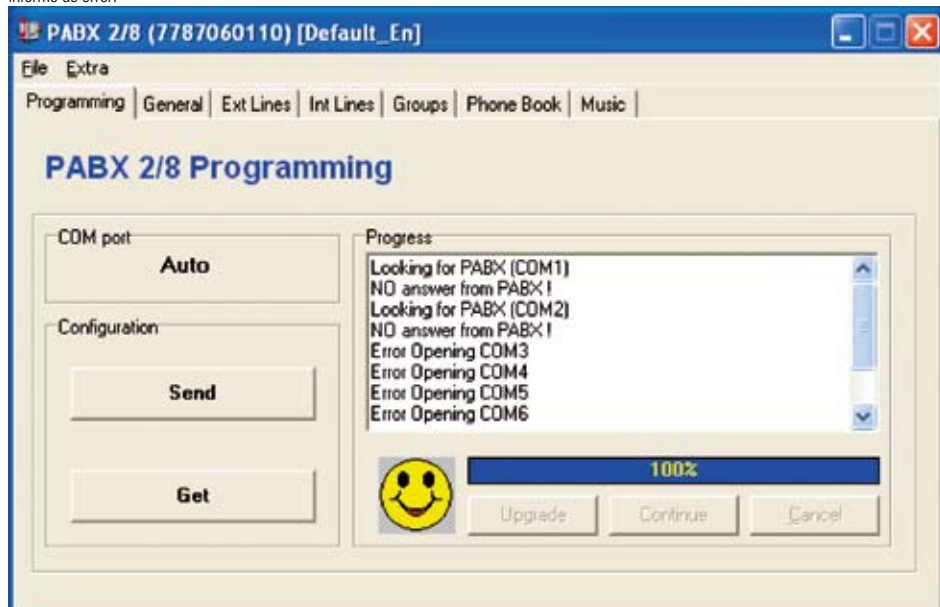 informe de error.
PABX 2/8 (7787060110) [Default_En]
File Extra
Programming General Ext Lines Int Lines Groups Phone Book Music
PABX 2/8 Programming
COM port
Auto
Configuration
Send
Get
Progress
Looking for PABX (COM1)
NO answer from PABX !
Looking for PABX (COM2)
NO answer from PABX !
Error Opening COM3
Error Opening COM4
Error Opening COM5
Error Opening COM6
100%
Upgrade Continue Cancel